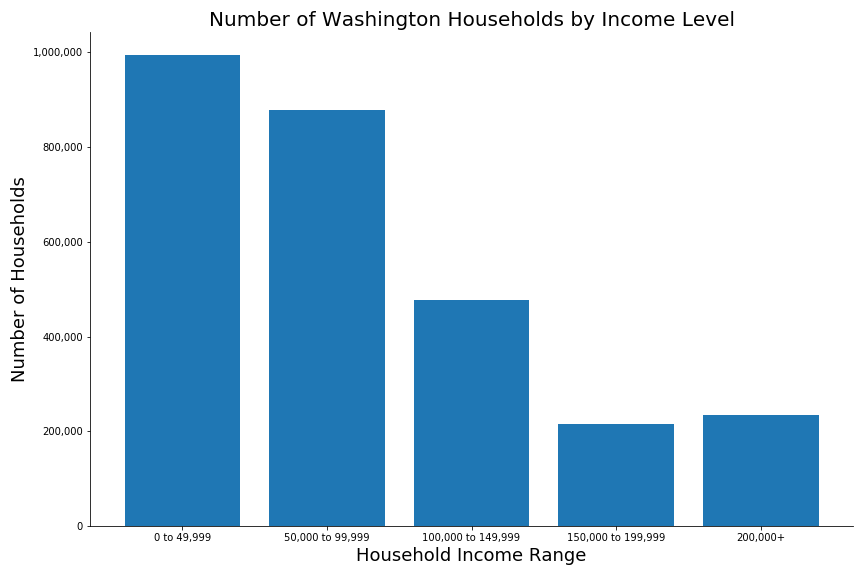 Number of Washington Households by Income Level
Number of Households
1,000,000
800,000
600,000
400,000
200,000
0
0 to 49,999
50,000 to 99,999
100,000 to 149,999
150,000 to 199,999
200,000+
Household Income Range